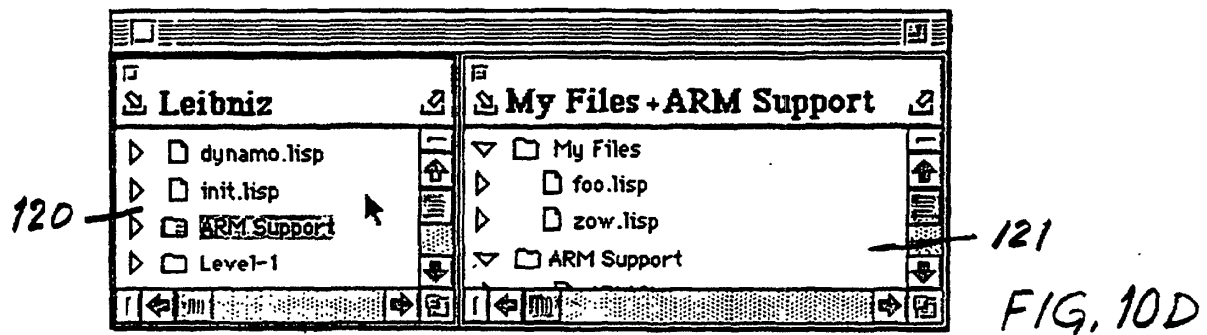 Leibniz
dynamo.lisp
init.lisp
ARM Support
Level-1
My Files+ARM Support
My Files
foo.lisp
zow.lisp
ARM Support
120
121
FIG, 10D